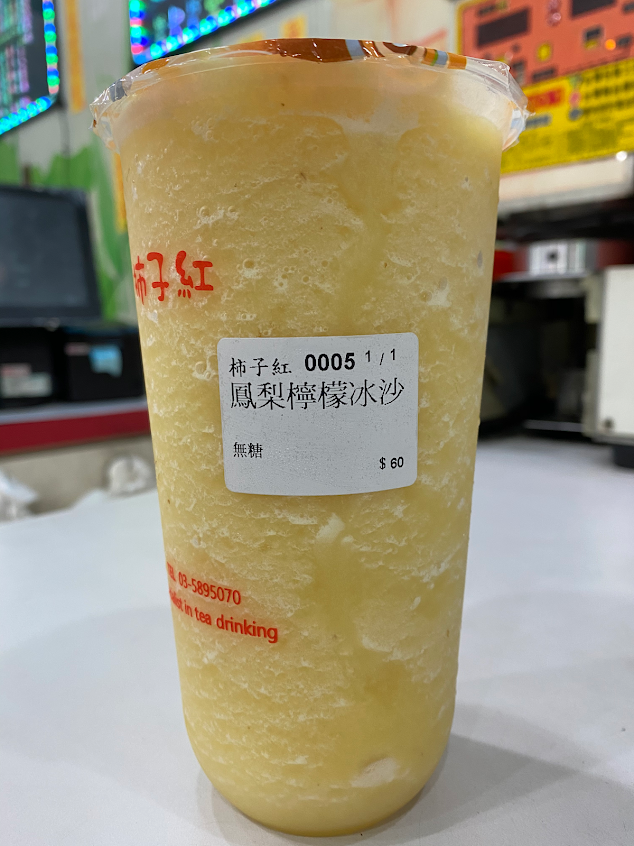 柿子紅
柿子紅 0005 1/1
鳳梨檸檬冰沙
無糖
$60
TEL 03-5895070
in tea drinking